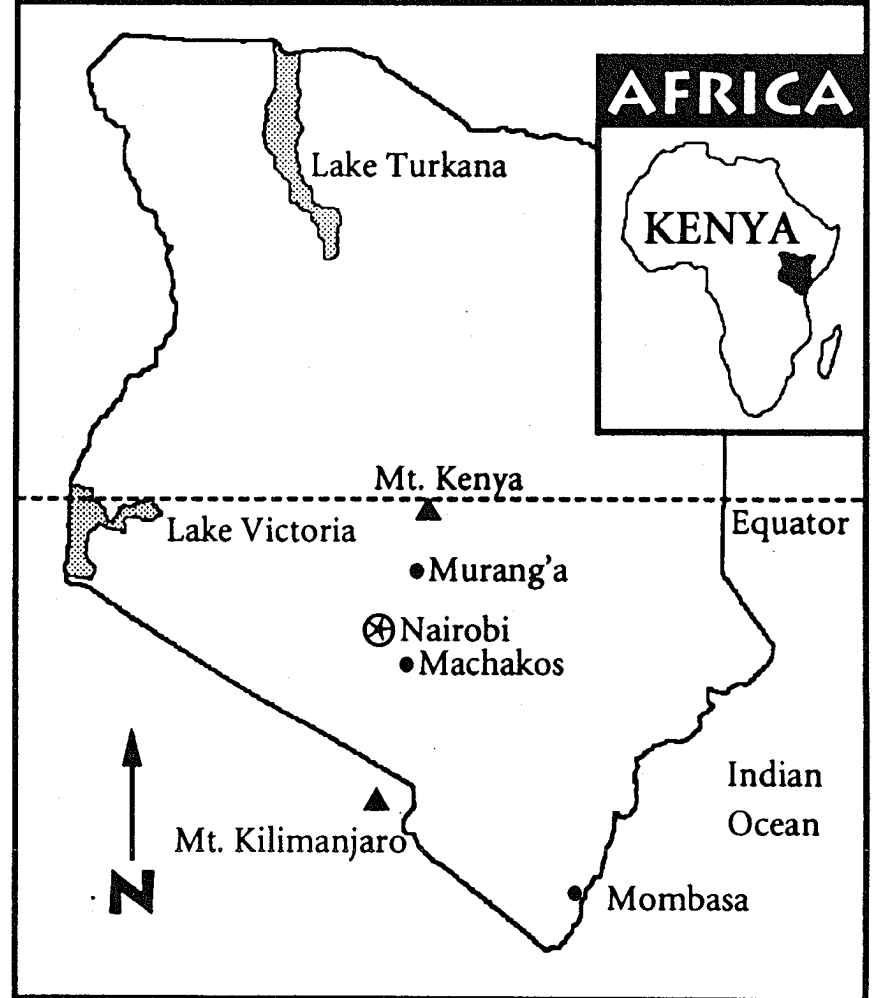 AFRICA
KENYA
Lake Turkana
Mt. Kenya
Equator
Lake Victoria
Murang'a
Nairobi
Machakos
Indian
Ocean
Mt. Kilimanjaro
N
Mombasa